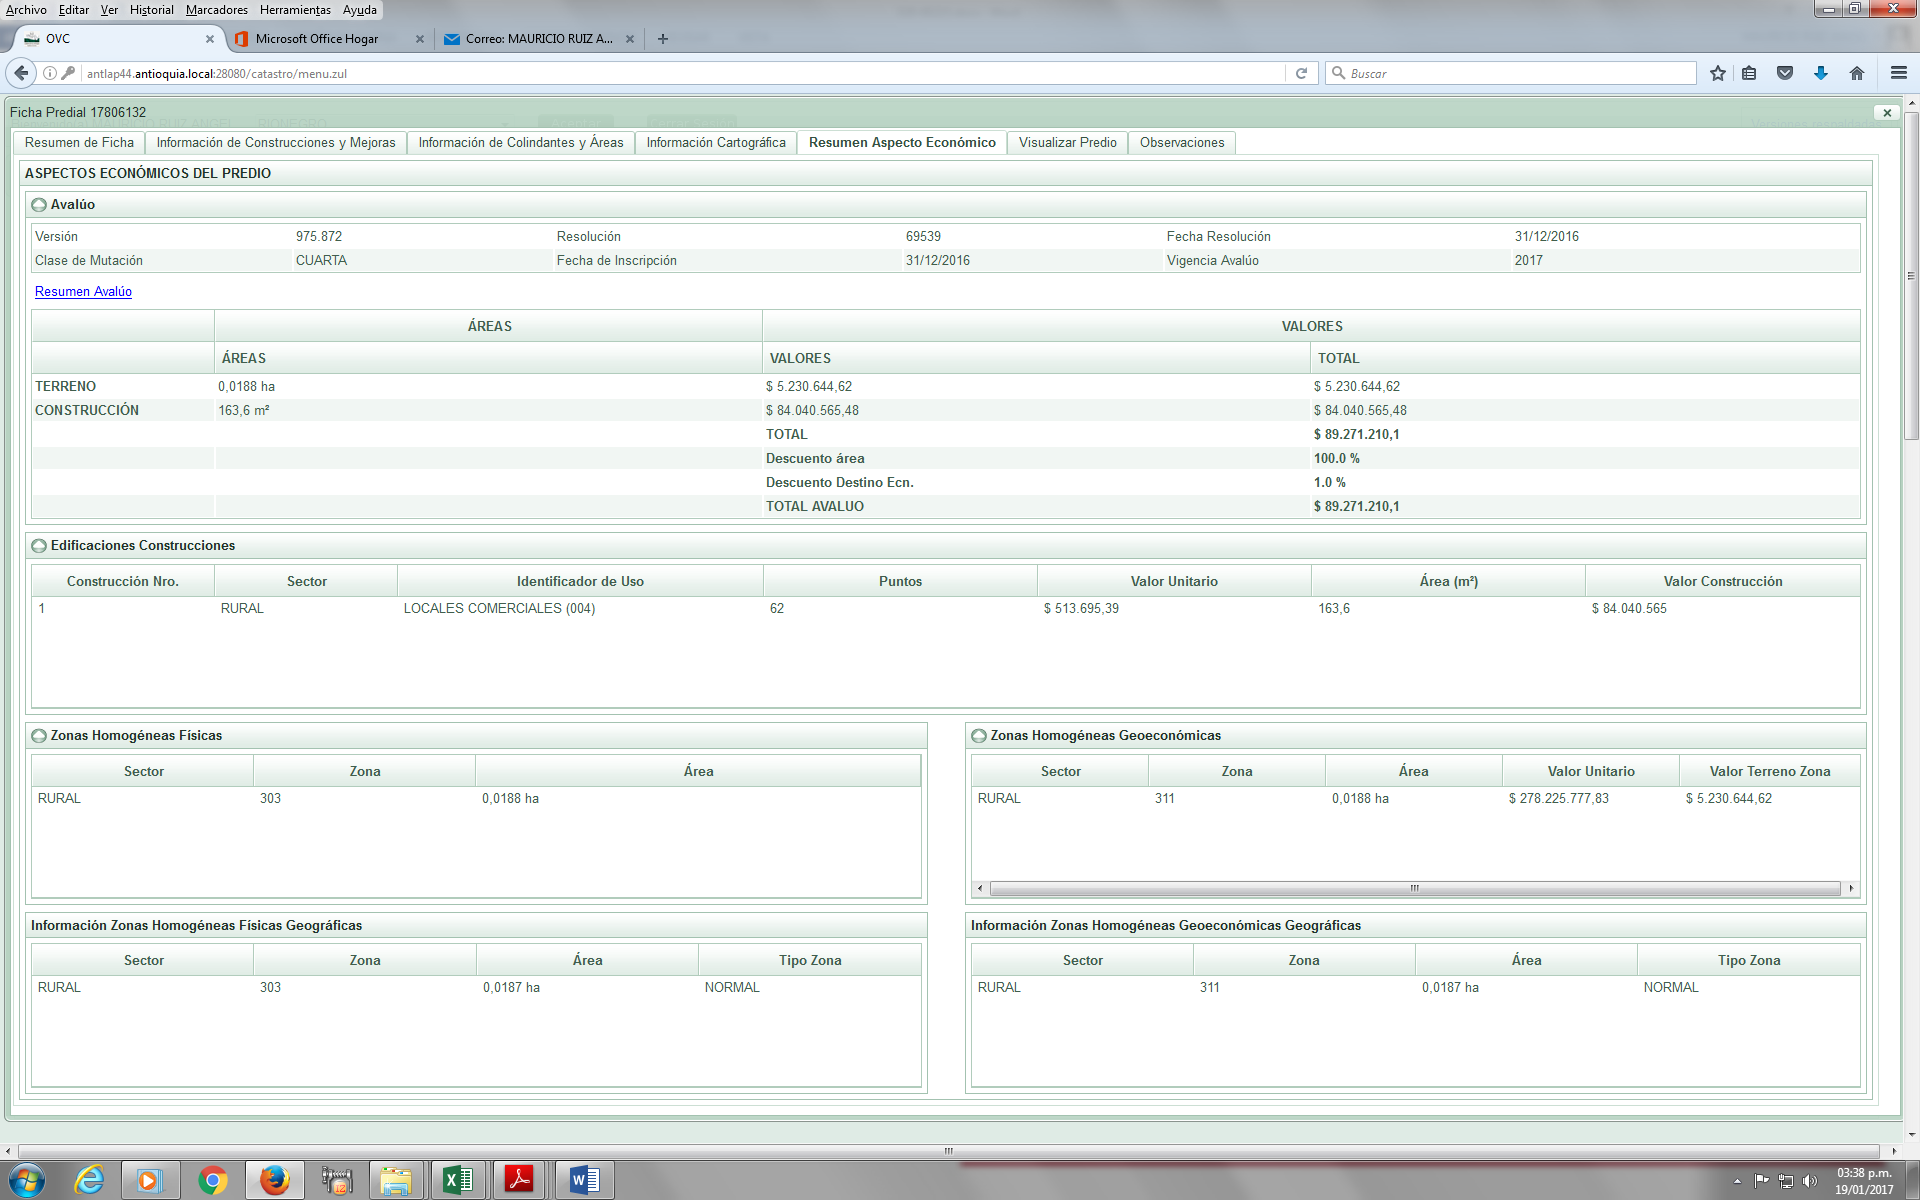 Archivo Editar Ver Historial Marcadores Herramientas Ayuda
OVC Microsoft Office Hogar Correo: MAURICIO RUIZ A...
antlap44.antioquia.local:28080/catastro/menu.zul Buscar
Ficha Predial 17806132
Resumen de Ficha Información de Construcciones y Mejoras Información de Colindantes y Áreas Información Cartográfica Resumen Aspecto Económico Visualizar Predio Observaciones
ASPECTOS ECONÓMICOS DEL PREDIO
Avalúo
Versión 975.872 Resolución 69539 Fecha Resolución 31/12/2016
Clase de Mutación CUARTA Fecha de Inscripción 31/12/2016 Vigencia Avalúo 2017
Resumen Avalúo
ÁREAS VALORES
ÁREAS VALORES TOTAL
TERRENO 0,0188 ha $ 5.230.644,62 $ 5.230.644,62
CONSTRUCCIÓN 163,6 m² $ 84.040.565,48 $ 84.040.565,48
TOTAL $ 89.271.210,1
Descuento área 100.0 %
Descuento Destino Ecn. 1.0 %
TOTAL AVALUO $ 89.271.210,1
Edificaciones Construcciones
Construcción Nro. Sector Identificador de Uso Puntos Valor Unitario Área (m²) Valor Construcción
1 RURAL LOCALES COMERCIALES (004) 62 $ 513.695,39 163,6 $ 84.040.565
Zonas Homogéneas Físicas
Sector Zona Área
RURAL 303 0,0188 ha
Zonas Homogéneas Geoeconómicas
Sector Zona Área Valor Unitario Valor Terreno Zona
RURAL 311 0,0188 ha $ 278.225.777,83 $ 5.230.644,62
Información Zonas Homogéneas Físicas Geográficas
Sector Zona Área Tipo Zona
RURAL 303 0,0187 ha NORMAL
Información Zonas Homogéneas Geoeconómicas Geográficas
Sector Zona Área Tipo Zona
RURAL 311 0,0187 ha NORMAL
03:38 p.m.
19/01/2017